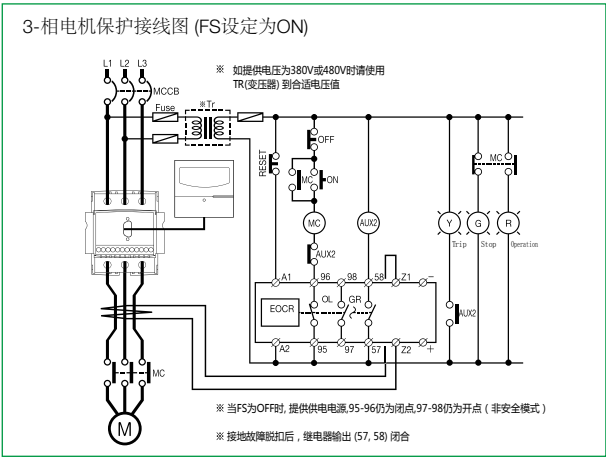 3-相电机保护接线图 (FS设定为ON)
L1 L2 L3
※ 如提供电压为380V或480V时请使用
TR(变压器) 到合适电压值
MCCB
Fuse
※Tr
OFF
RESET
MC
ON
MC
MC
AUX2
Y
G
R
Trip
Stop
Operation
AUX2
A1
96
98
58
Z1
−
EOCR
OL
GR
AUX2
A2
95
97
57
Z2
+
MC
M
※ 当FS为OFF时, 提供供电电源,95-96仍为闭点,97-98仍为开点 ( 非安全模式 )
※ 接地故障脱扣后 , 继电器输出 (57, 58) 闭合